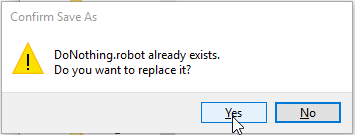 Confirm Save As
DoNothing.robot already exists.
Do you want to replace it?
Yes No